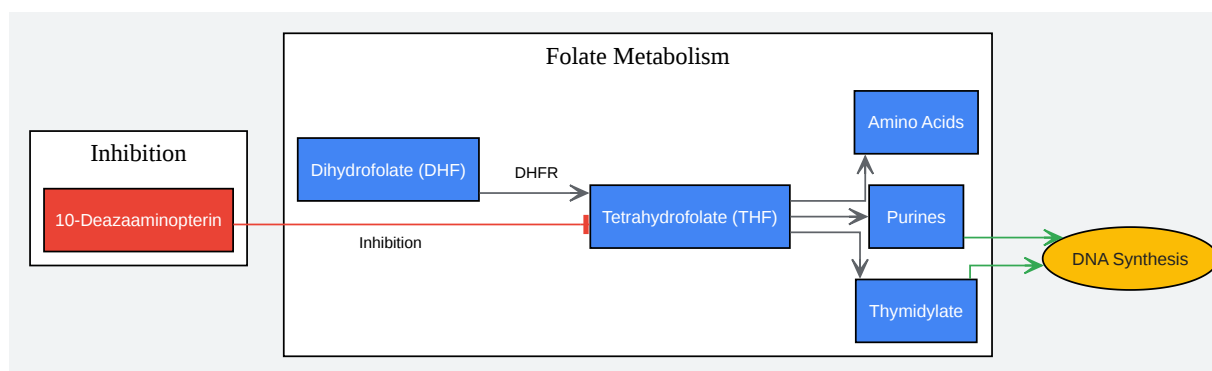 Folate Metabolism
Inhibition
10-Deazaaminopterin
Dihydrofolate (DHF)
DHFR
Inhibition
Tetrahydrofolate (THF)
Amino Acids
Purines
Thymidylate
DNA Synthesis